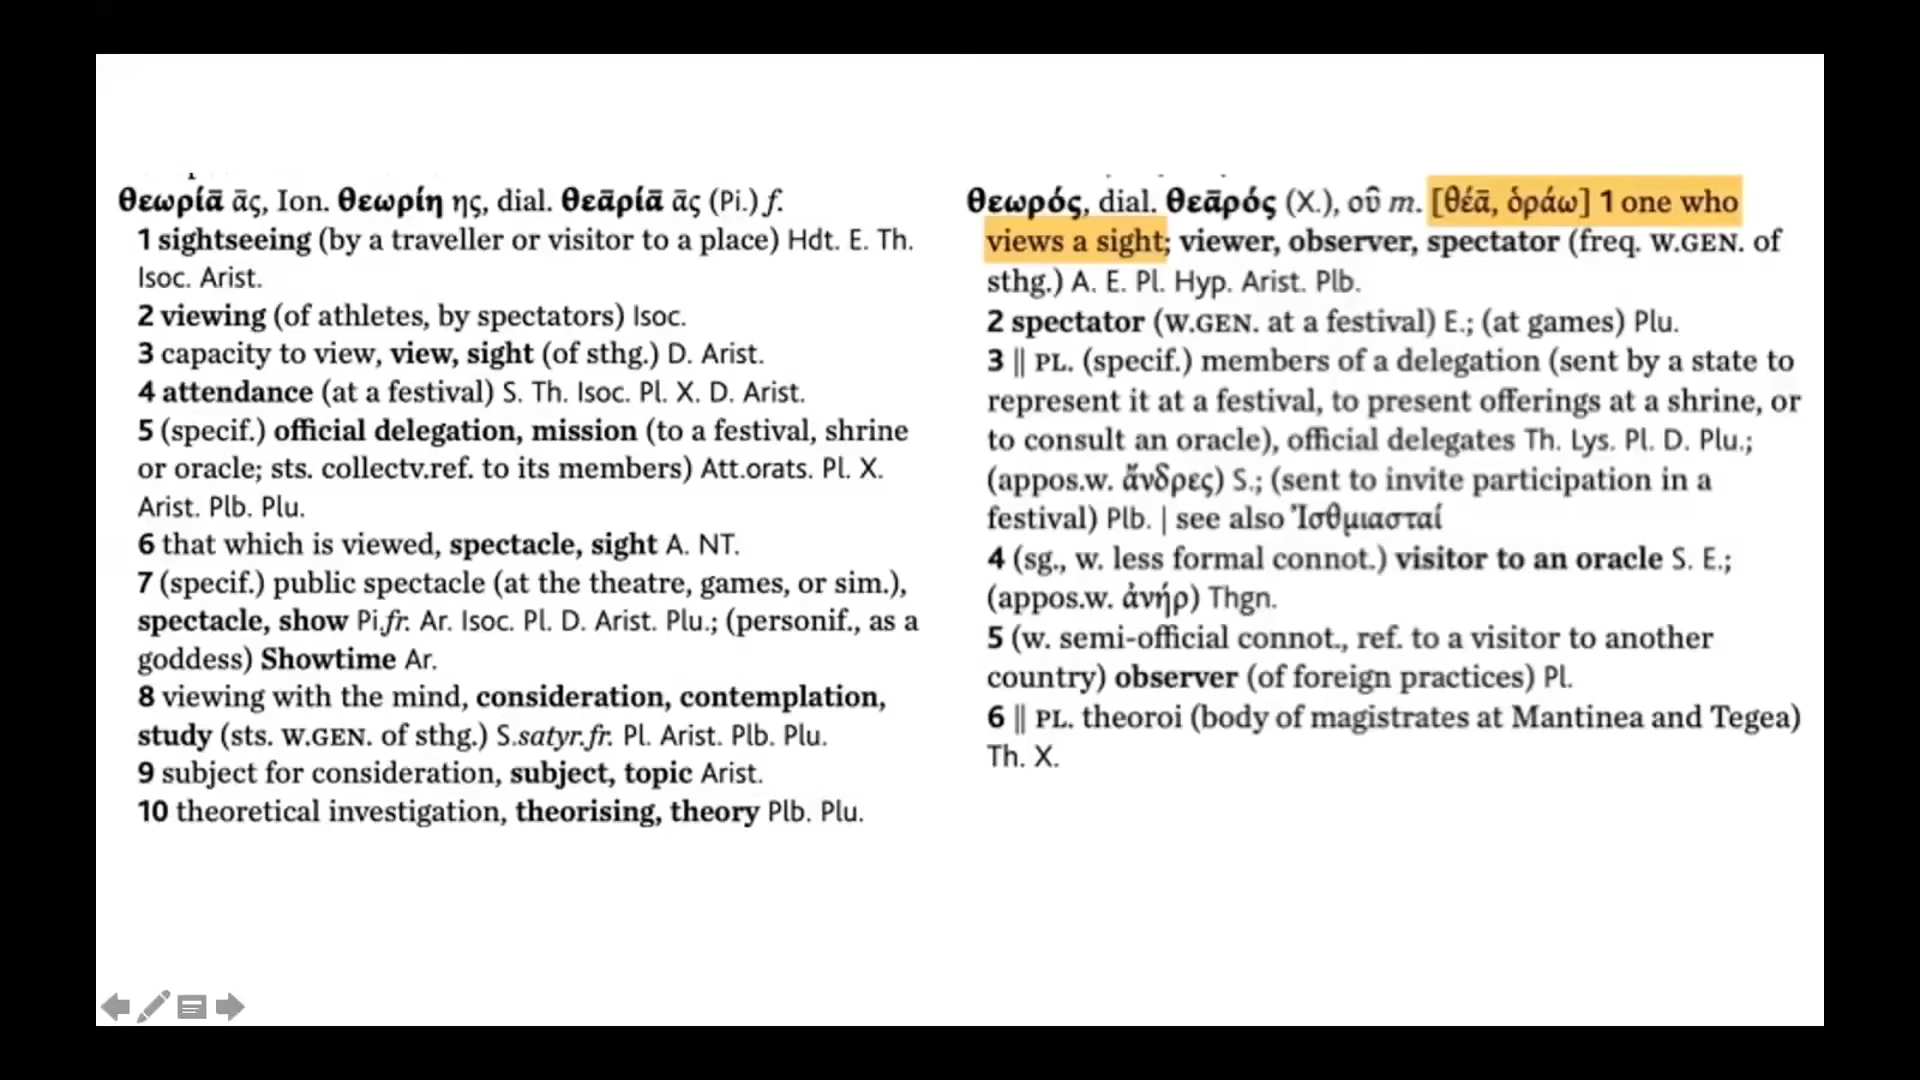 θεωρίᾱ ᾱς, Ion. θεωρίη ης, dial. θεᾱρίᾱ ᾱς (Pi.) f.
1 sightseeing (by a traveller or visitor to a place) Hdt. E. Th.
Isoc. Arist.
2 viewing (of athletes, by spectators) Isoc.
3 capacity to view, view, sight (of sthg.) D. Arist.
4 attendance (at a festival) S. Th. Isoc. Pl. X. D. Arist.
5 (specif.) official delegation, mission (to a festival, shrine
or oracle; sts. collectv.ref. to its members) Att.orats. Pl. X.
Arist. Plb. Plu.
6 that which is viewed, spectacle, sight A. NT.
7 (specif.) public spectacle (at the theatre, games, or sim.),
spectacle, show Pi.fr. Ar. Isoc. Pl. D. Arist. Plu.; (personif., as a
goddess) Showtime Ar.
8 viewing with the mind, consideration, contemplation,
study (sts. W.GEN. of sthg.) S.satyr.fr. Pl. Arist. Plb. Plu.
9 subject for consideration, subject, topic Arist.
10 theoretical investigation, theorising, theory Plb. Plu.
θεωρός, dial. θεᾱρός (X.), οῦ m. [θέᾱ, ὁράω] 1 one who
views a sight; viewer, observer, spectator (freq. W.GEN. of
sthg.) A. E. Pl. Hyp. Arist. Plb.
2 spectator (W.GEN. at a festival) E.; (at games) Plu.
3 || PL. (specif.) members of a delegation (sent by a state to
represent it at a festival, to present offerings at a shrine, or
to consult an oracle), official delegates Th. Lys. Pl. D. Plu.;
(appos.w. ἄνδρες) S.; (sent to invite participation in a
festival) Plb. | see also Ἰσθμιασταί
4 (sg., w. less formal connot.) visitor to an oracle S. E.;
(appos.w. ἀνήρ) Thgn.
5 (w. semi-official connot., ref. to a visitor to another
country) observer (of foreign practices) Pl.
6 || PL. theoroi (body of magistrates at Mantinea and Tegea)
Th. X.